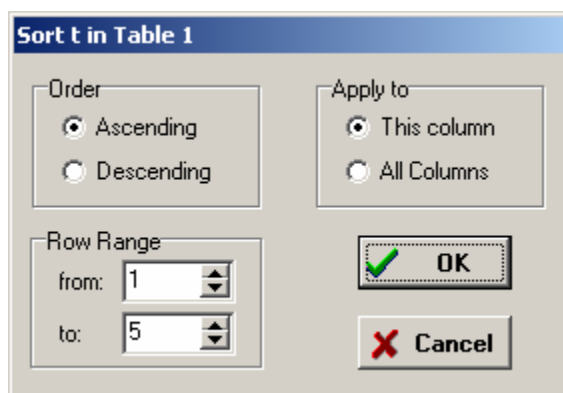 Sort t in Table 1
Order
Ascending
Descending
Apply to
This column
All Columns
Row Range
from: 1
to: 5
OK
Cancel